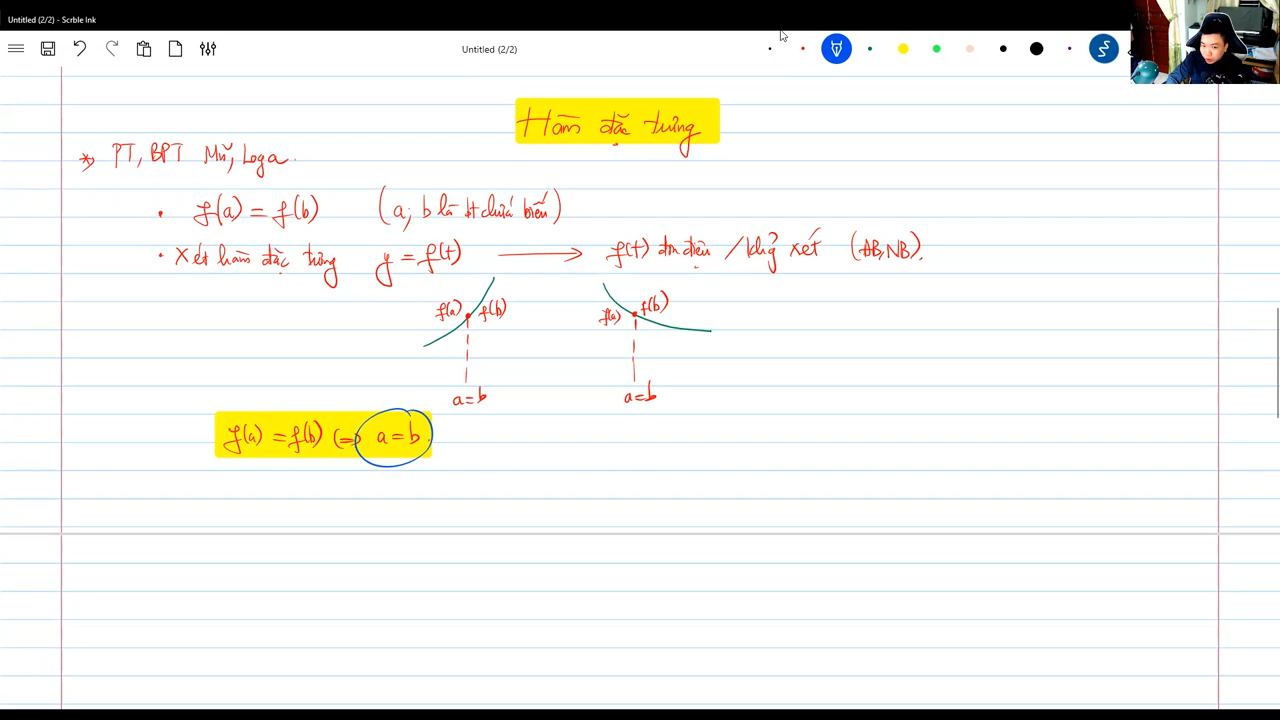 Untitled (2/2) - Scrble Ink
Untitled (2/2)
Hàm đặc trưng
* PT, BPT Mũ, Loga.
• f(a) = f(b) (a; b là bt chứa biến)
• Xét hàm đặc trưng y = f(t) → f(t) đơn điệu / khg xét (ĐB, NB).
f(a) f(b) f(a) f(b)
a=b a=b
f(a) = f(b) (=) a=b.